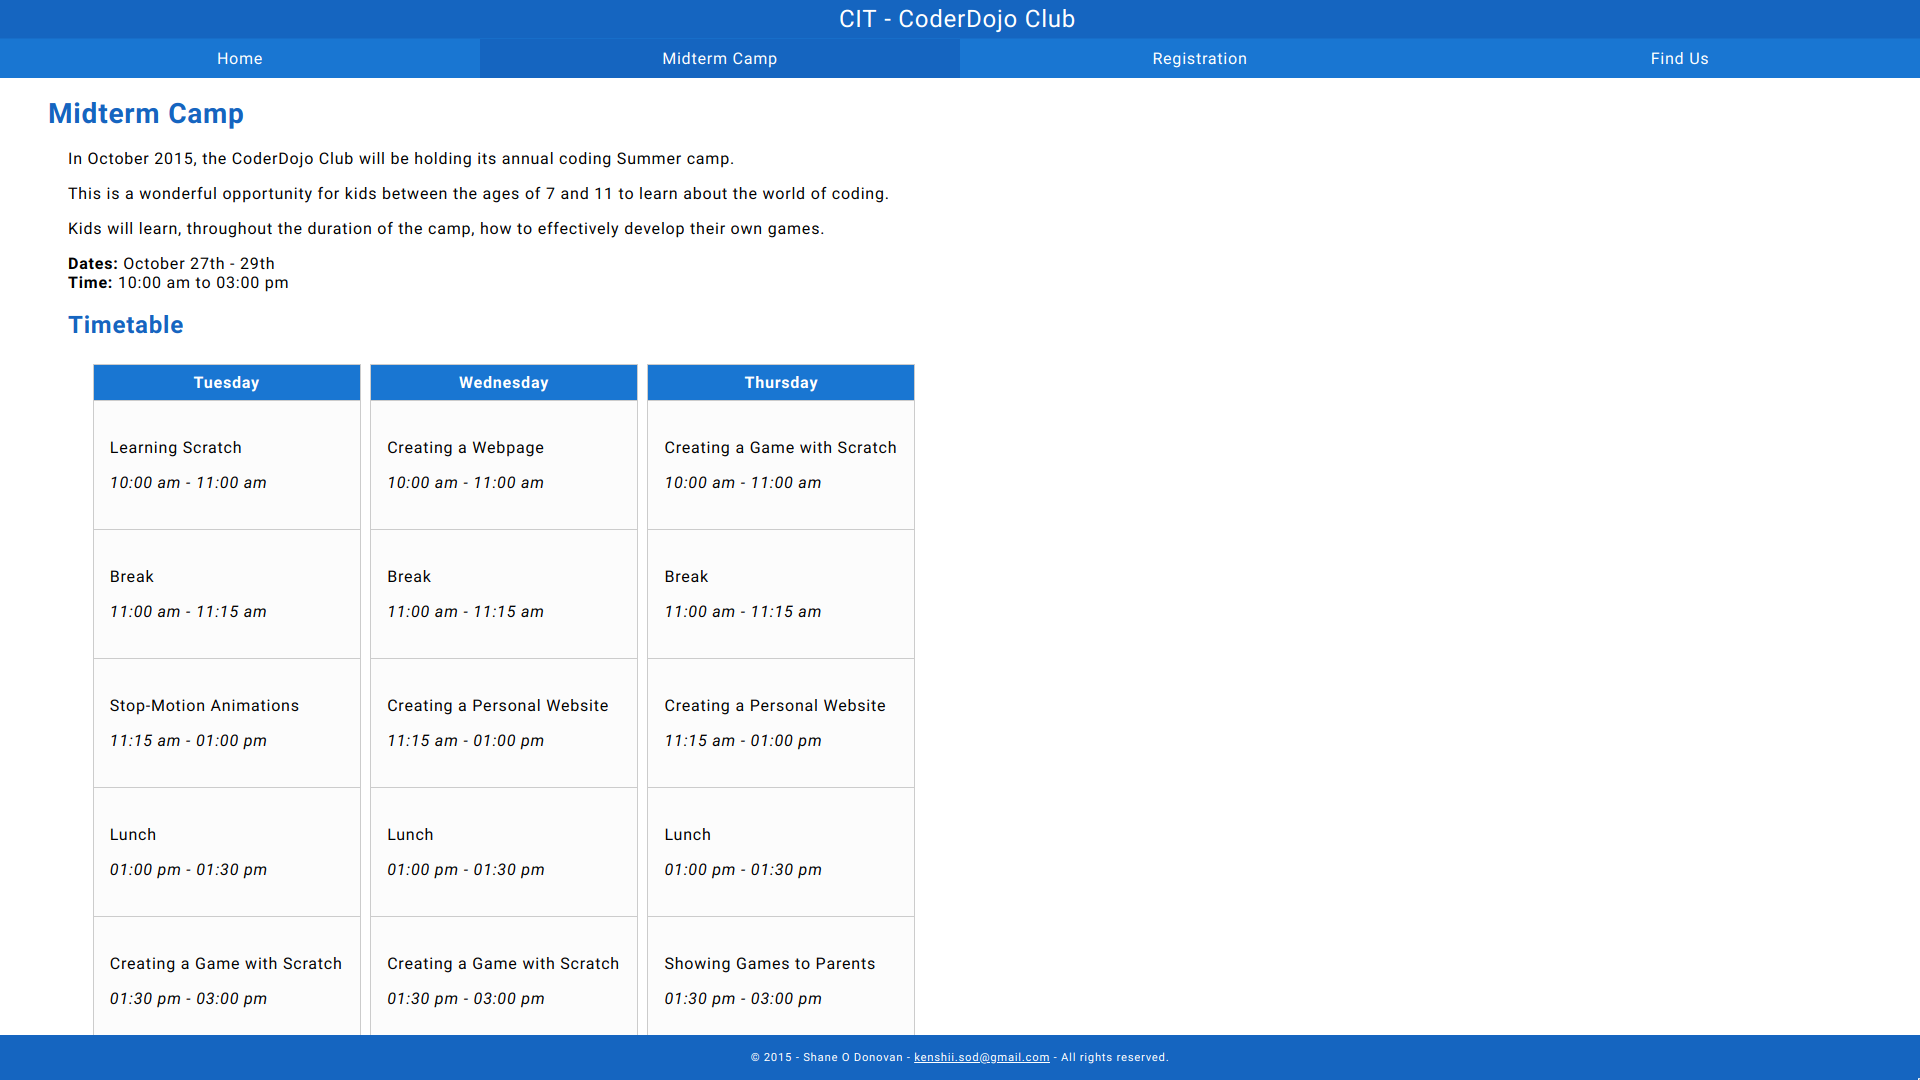 CIT - CoderDojo Club
Home Midterm Camp Registration Find Us
Midterm Camp
In October 2015, the CoderDojo Club will be holding its annual coding Summer camp.
This is a wonderful opportunity for kids between the ages of 7 and 11 to learn about the world of coding.
Kids will learn, throughout the duration of the camp, how to effectively develop their own games.
Dates: October 27th - 29th
Time: 10:00 am to 03:00 pm
Timetable
Tuesday Wednesday Thursday
Learning Scratch Creating a Webpage Creating a Game with Scratch
10:00 am - 11:00 am 10:00 am - 11:00 am 10:00 am - 11:00 am
Break Break Break
11:00 am - 11:15 am 11:00 am - 11:15 am 11:00 am - 11:15 am
Stop-Motion Animations Creating a Personal Website Creating a Personal Website
11:15 am - 01:00 pm 11:15 am - 01:00 pm 11:15 am - 01:00 pm
Lunch Lunch Lunch
01:00 pm - 01:30 pm 01:00 pm - 01:30 pm 01:00 pm - 01:30 pm
Creating a Game with Scratch Creating a Game with Scratch Showing Games to Parents
01:30 pm - 03:00 pm 01:30 pm - 03:00 pm 01:30 pm - 03:00 pm
© 2015 - Shane O Donovan - kenshii.sod@gmail.com - All rights reserved.